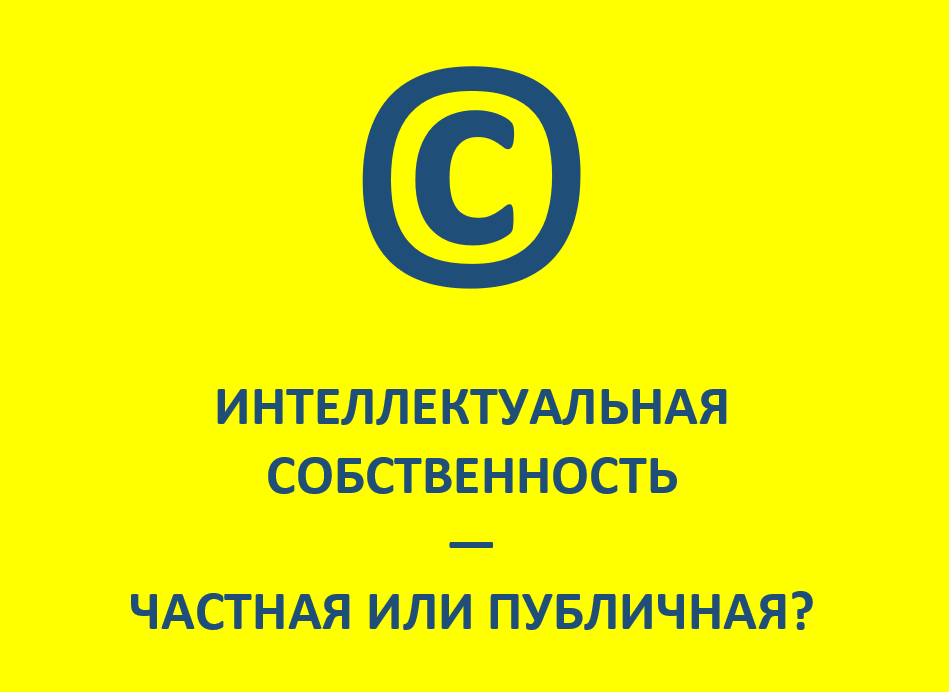 ©
ИНТЕЛЛЕКТУАЛЬНАЯ
СОБСТВЕННОСТЬ
—
ЧАСТНАЯ ИЛИ ПУБЛИЧНАЯ?